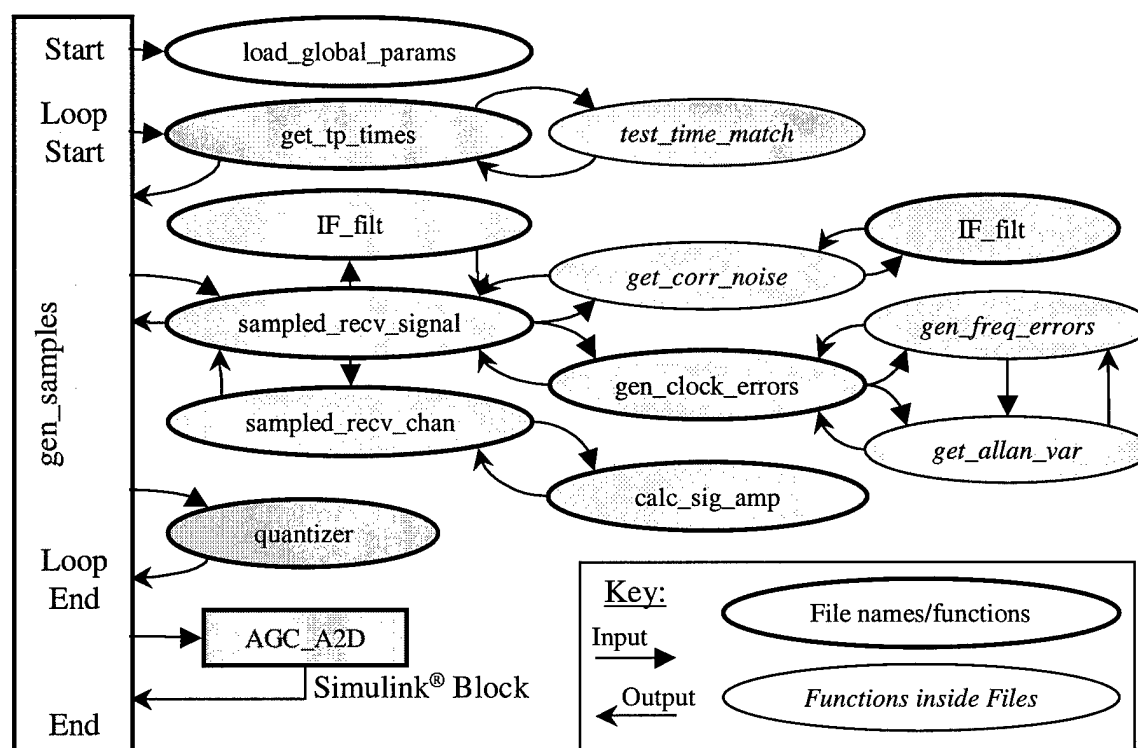 Start
load_global_params
Loop
Start
get_tp_times
test_time_match
IF_filt
IF_filt
get_corr_noise
gen_samples
sampled_recv_signal
gen_freq_errors
gen_clock_errors
sampled_recv_chan
get_allan_var
calc_sig_amp
quantizer
Loop
End
AGC_A2D
Simulink® Block
End
Key:
File names/functions
Input
Output
Functions inside Files